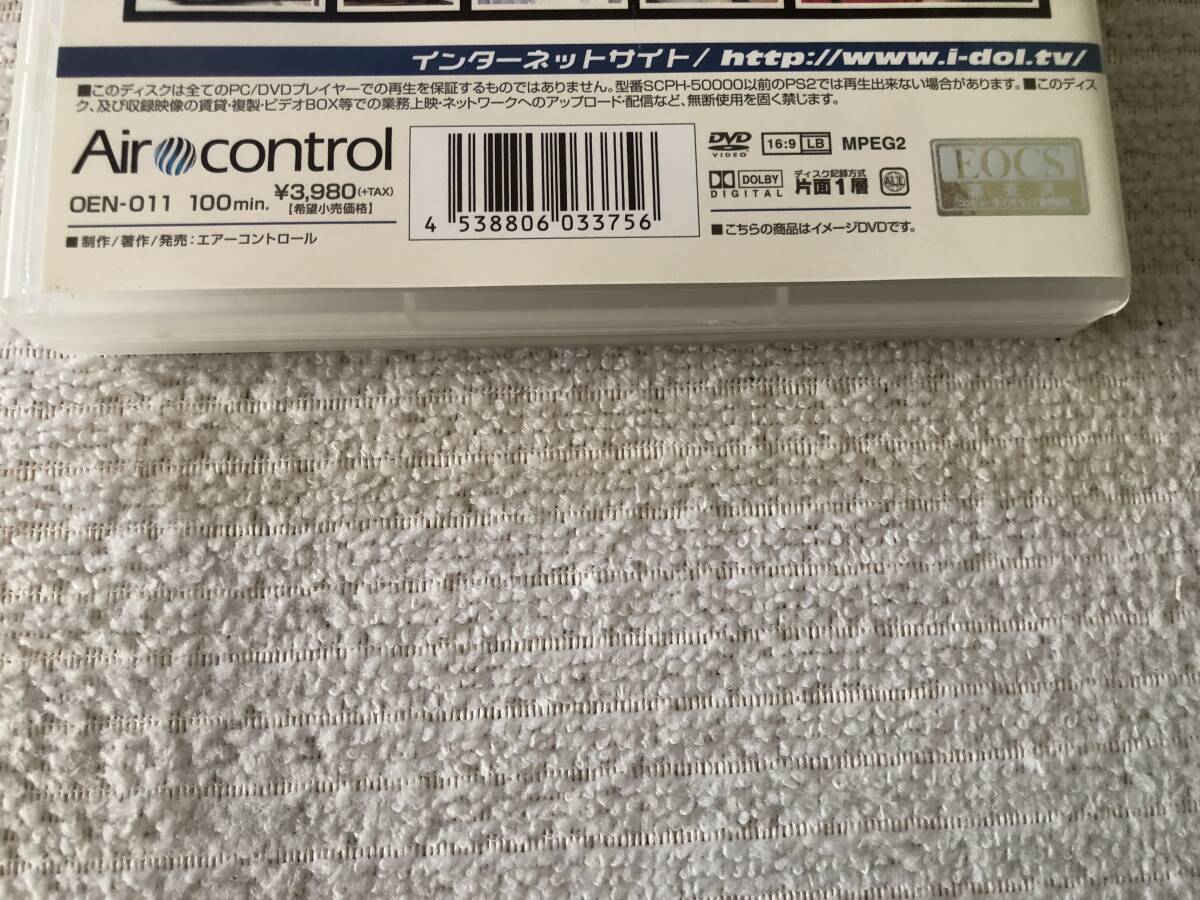 インターネットサイト/ http://www.i-dol.tv/
■このディスクは全てのPC/DVDプレイヤーでの再生を保証するものではありません。型番SCPH-50000以前のPS2では再生出来ない場合があります。■このディス
ク、及び収録映像の賃貸・複製・ビデオBOX等での業務上映・ネットワークへのアップロード・配信など、無断使用を固く禁じます。
Air control
OEN-011 100min. ¥3,980(+TAX)
【希望小売価格】
■制作/著作/発売:エアーコントロール
4 538806 033756
DVD VIDEO 16:9 LB MPEG2
DOLBY DIGITAL ディスク記録方式 片面1層 ALL
■こちらの商品はイメージDVDです。
EOCS